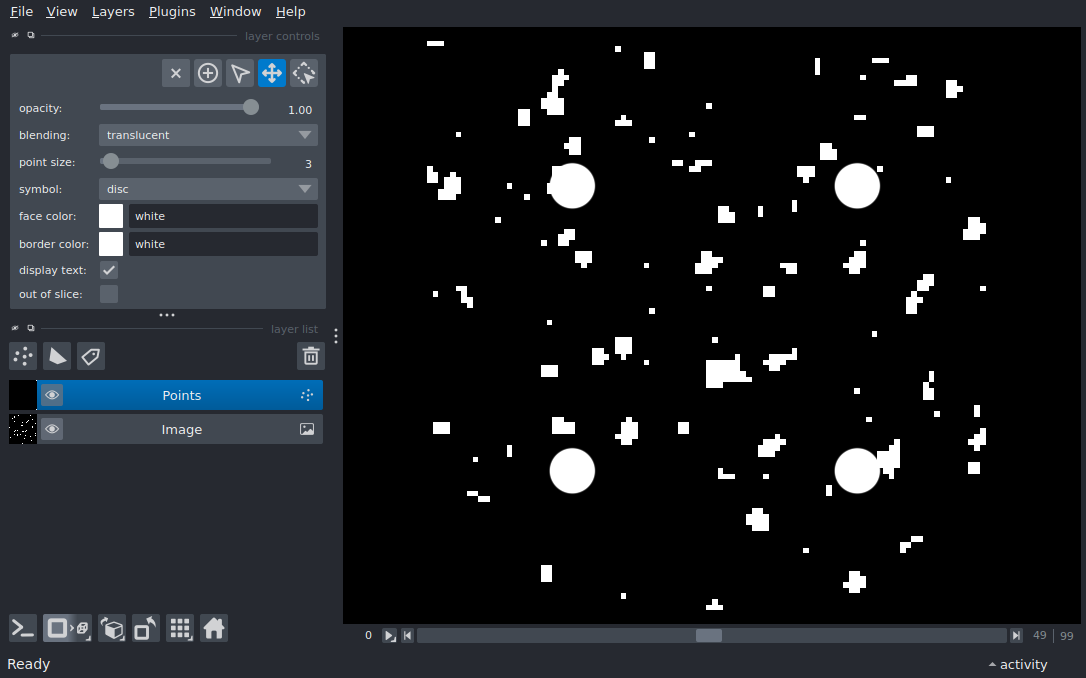 File View Layers Plugins Window Help
layer controls
opacity: 1.00
blending: translucent
point size: 3
symbol: disc
face color: white
border color: white
display text:
out of slice:
layer list
Points
Image
0 49 99
Ready activity